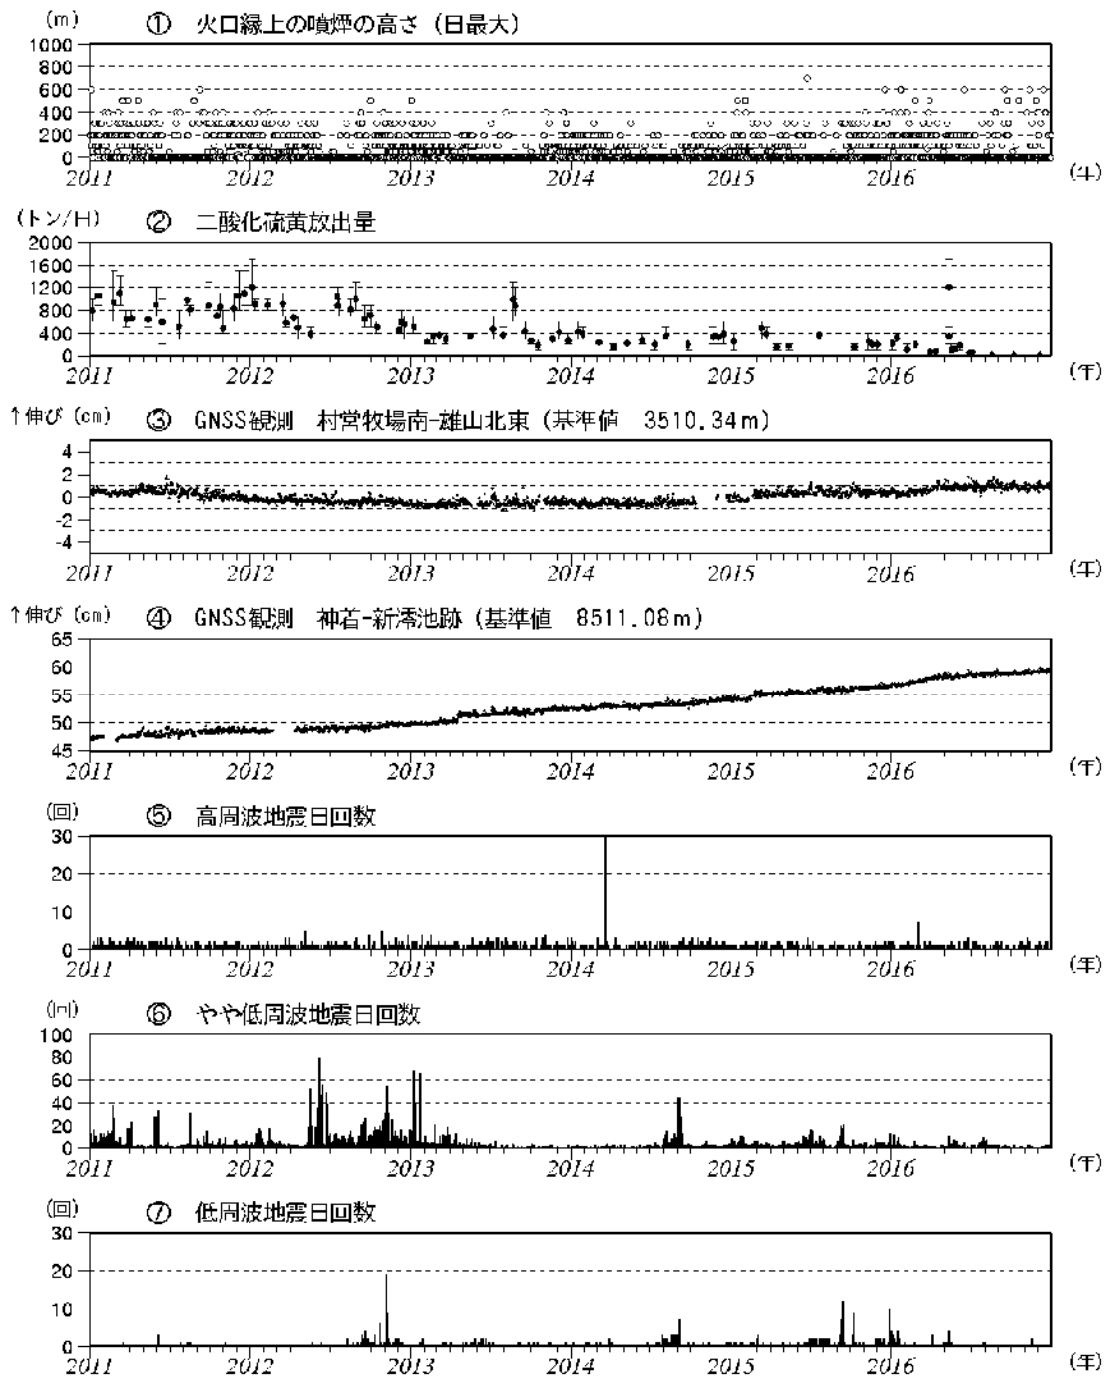 (m) ① 火口縁上の噴煙の高さ (日最大)
1000
800
600
400
200
0
2011 2012 2013 2014 2015 2016 (年)
(トン/日) ② 二酸化硫黄放出量
2000
1600
1200
800
400
0
2011 2012 2013 2014 2015 2016 (年)
↑伸び (cm) ③ GNSS観測 村営牧場南-雄山北東 (基準値 3510.34m)
4
2
0
-2
-4
2011 2012 2013 2014 2015 2016 (年)
↑伸び (cm) ④ GNSS観測 神着-新澪池跡 (基準値 8511.08m)
65
60
55
50
45
2011 2012 2013 2014 2015 2016 (年)
(回) ⑤ 高周波地震日回数
30
20
10
0
2011 2012 2013 2014 2015 2016 (年)
(回) ⑥ やや低周波地震日回数
100
80
60
40
20
0
2011 2012 2013 2014 2015 2016 (年)
(回) ⑦ 低周波地震日回数
30
20
10
0
2011 2012 2013 2014 2015 2016 (年)